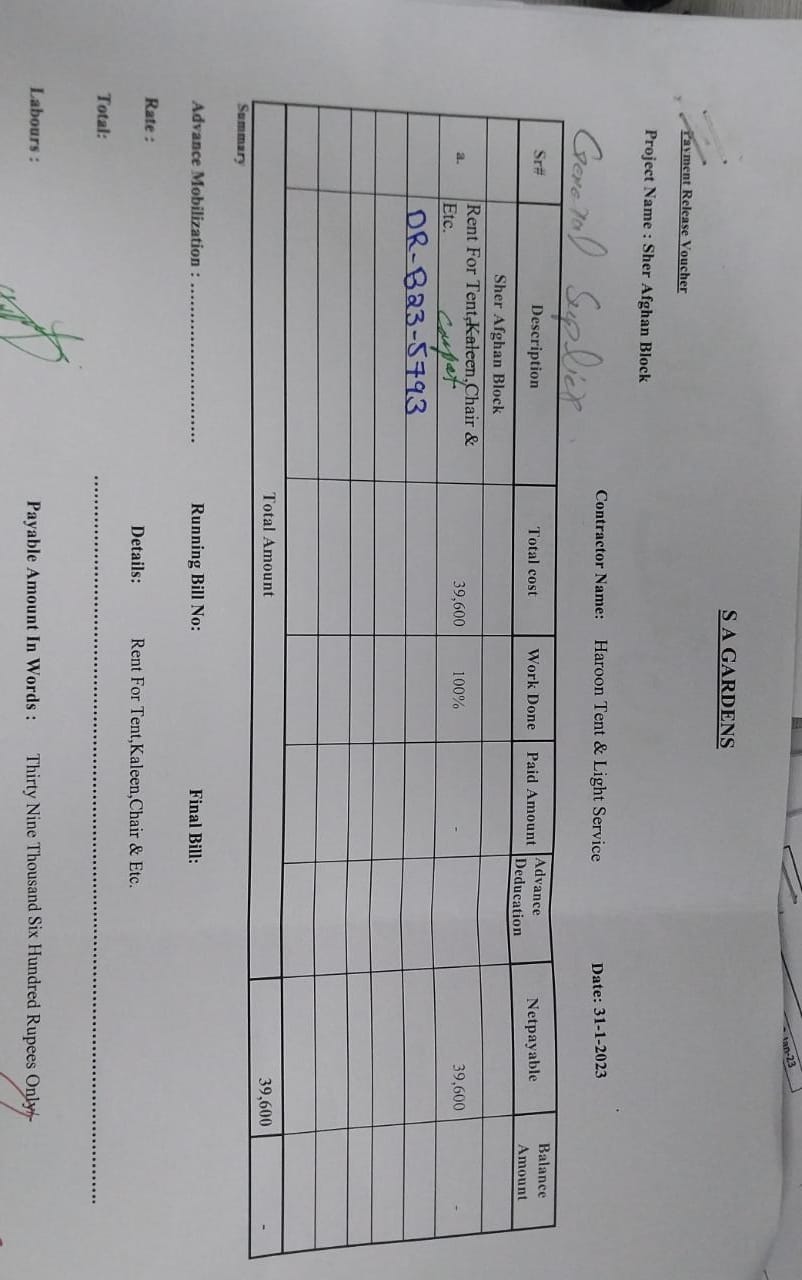 S A GARDENS
Payment Release Voucher
Project Name : Sher Afghan Block
Contractor Name: Haroon Tent & Light Service Date: 31-1-2023
General Suplier.
Sr# Description Total cost Work Done Paid Amount Advance Deducation Netpayable Balance Amount
Sher Afghan Block
a. Rent For Tent,Kaleen,Chair & Etc. 39,600 100% - 39,600 -
Carpet
DR-B23-5793
Total Amount 39,600 -
Summary
Advance Mobilization : ........................... Running Bill No: Final Bill:
Rate : Details: Rent For Tent,Kaleen,Chair & Etc.
Total:
Labours : Payable Amount In Words : Thirty Nine Thousand Six Hundred Rupees Only